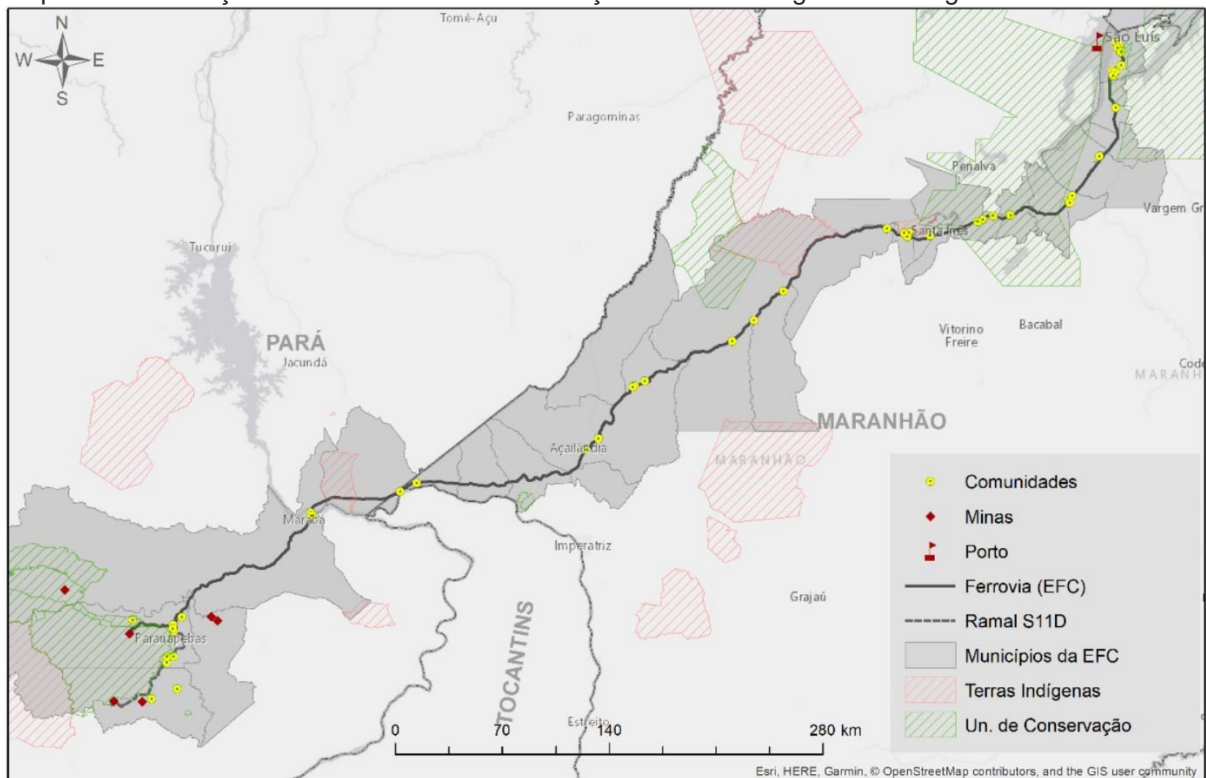 N
Tomé-Açu
São Luís
W E
S
Paragominas
Penalva
Vargem Gr
Santa Inês
Tucuruí
PARÁ
Jacundá
Vitorino
Freire
Bacabal
Code
MARANH
MARANHÃO
Açailândia
MARANHÃO
Comunidades
Marabá
Minas
Imperatriz
Porto
Ferrovia (EFC)
Grajaú
Ramal S11D
Parauapebas
TOCANTINS
Municípios da EFC
Terras Indígenas
Estreito
Un. de Conservação
0 70 140 280 km
Esri, HERE, Garmin, © OpenStreetMap contributors, and the GIS user community